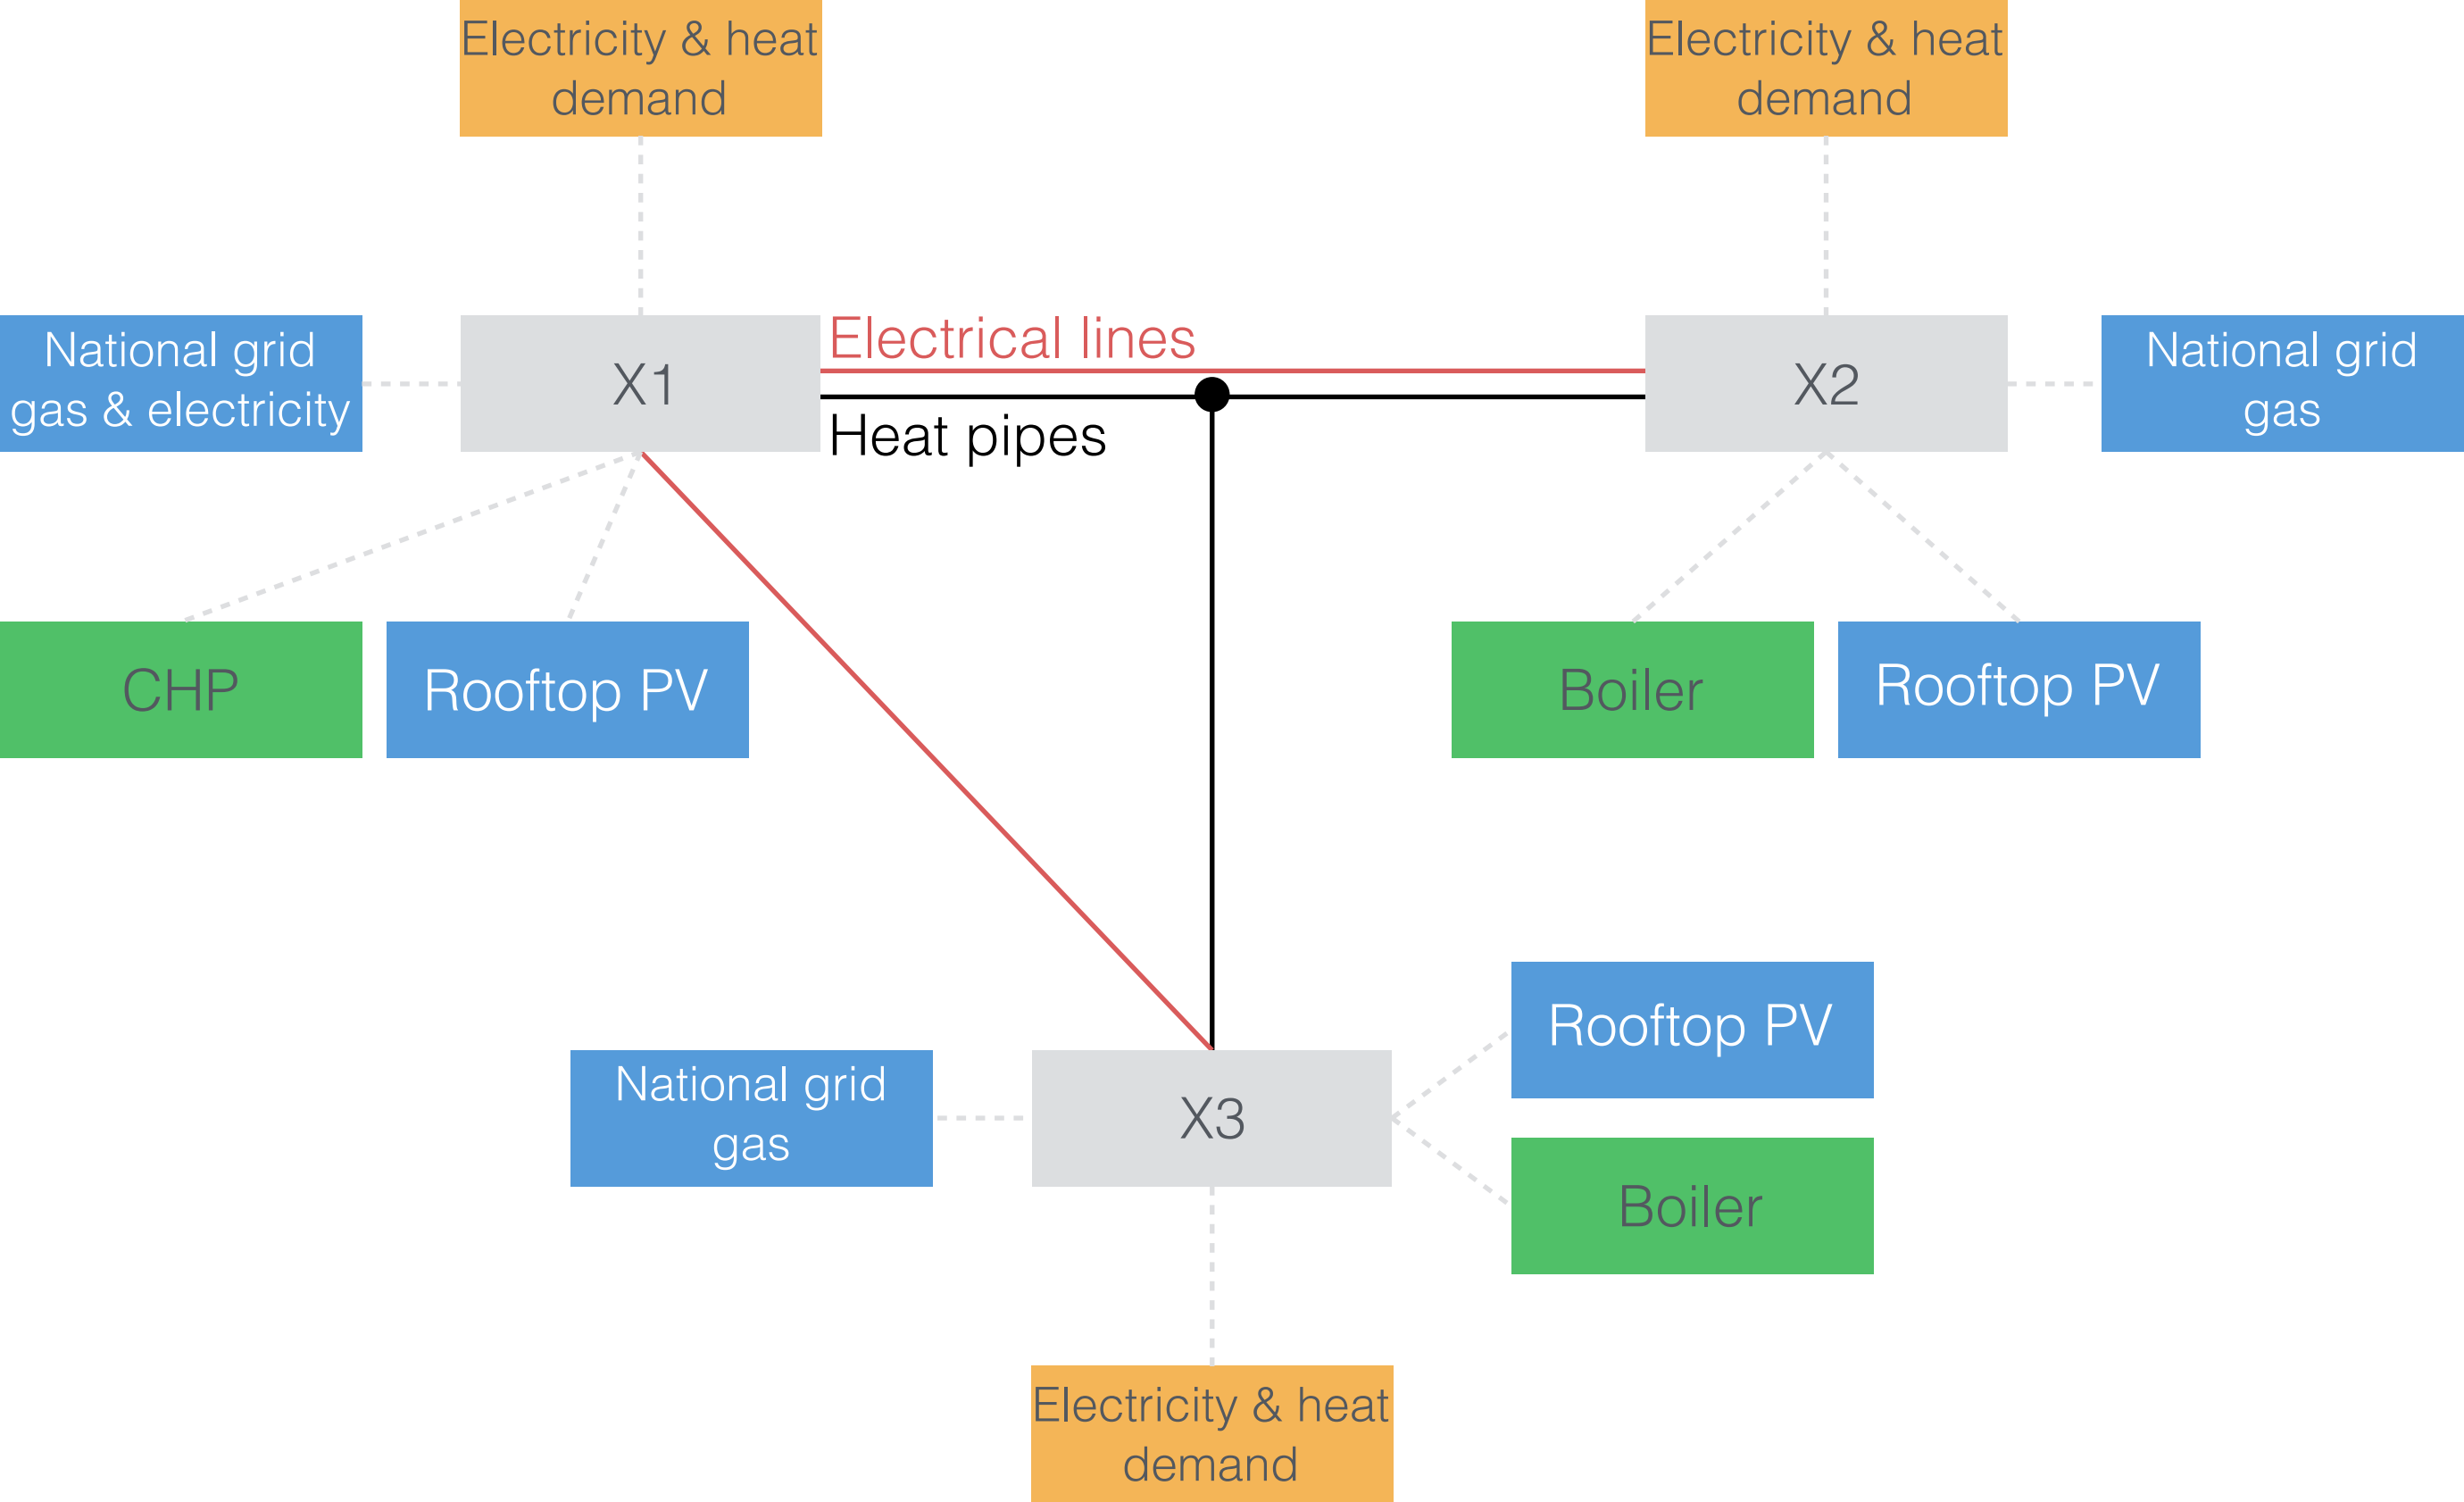 Electricity & heat
demand
Electricity & heat
demand
National grid
gas & electricity
X1
Electrical lines
Heat pipes
X2
National grid
gas
CHP
Rooftop PV
Boiler
Rooftop PV
National grid
gas
X3
Rooftop PV
Boiler
Electricity & heat
demand